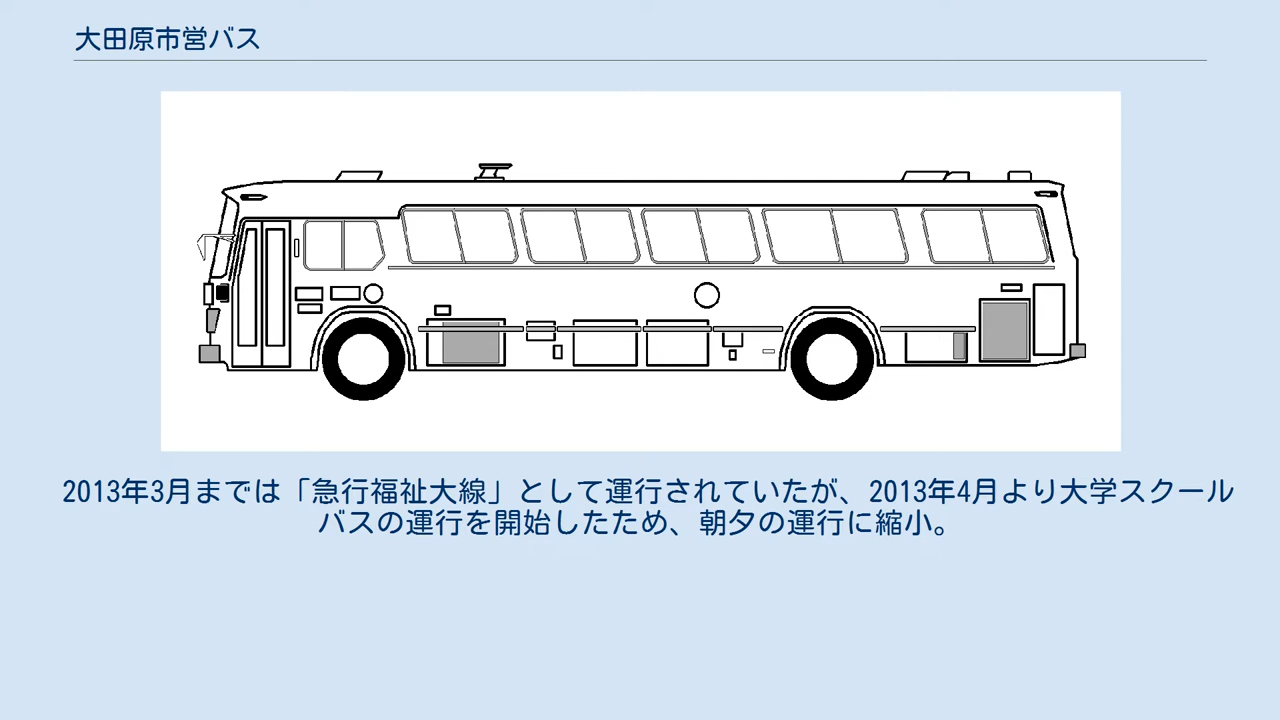 大田原市営バス
2013年3月までは「急行福祉大線」として運行されていたが、2013年4月より大学スクール
バスの運行を開始したため、朝夕の運行に縮小。